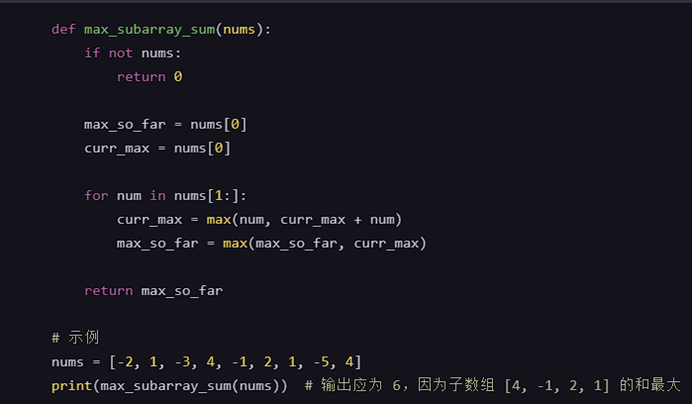 def max_subarray_sum(nums):
    if not nums:
        return 0

    max_so_far = nums[0]
    curr_max = nums[0]

    for num in nums[1:]:
        curr_max = max(num, curr_max + num)
        max_so_far = max(max_so_far, curr_max)

    return max_so_far

# 示例
nums = [-2, 1, -3, 4, -1, 2, 1, -5, 4]
print(max_subarray_sum(nums))  # 输出应为 6，因为子数组 [4, -1, 2, 1] 的和最大